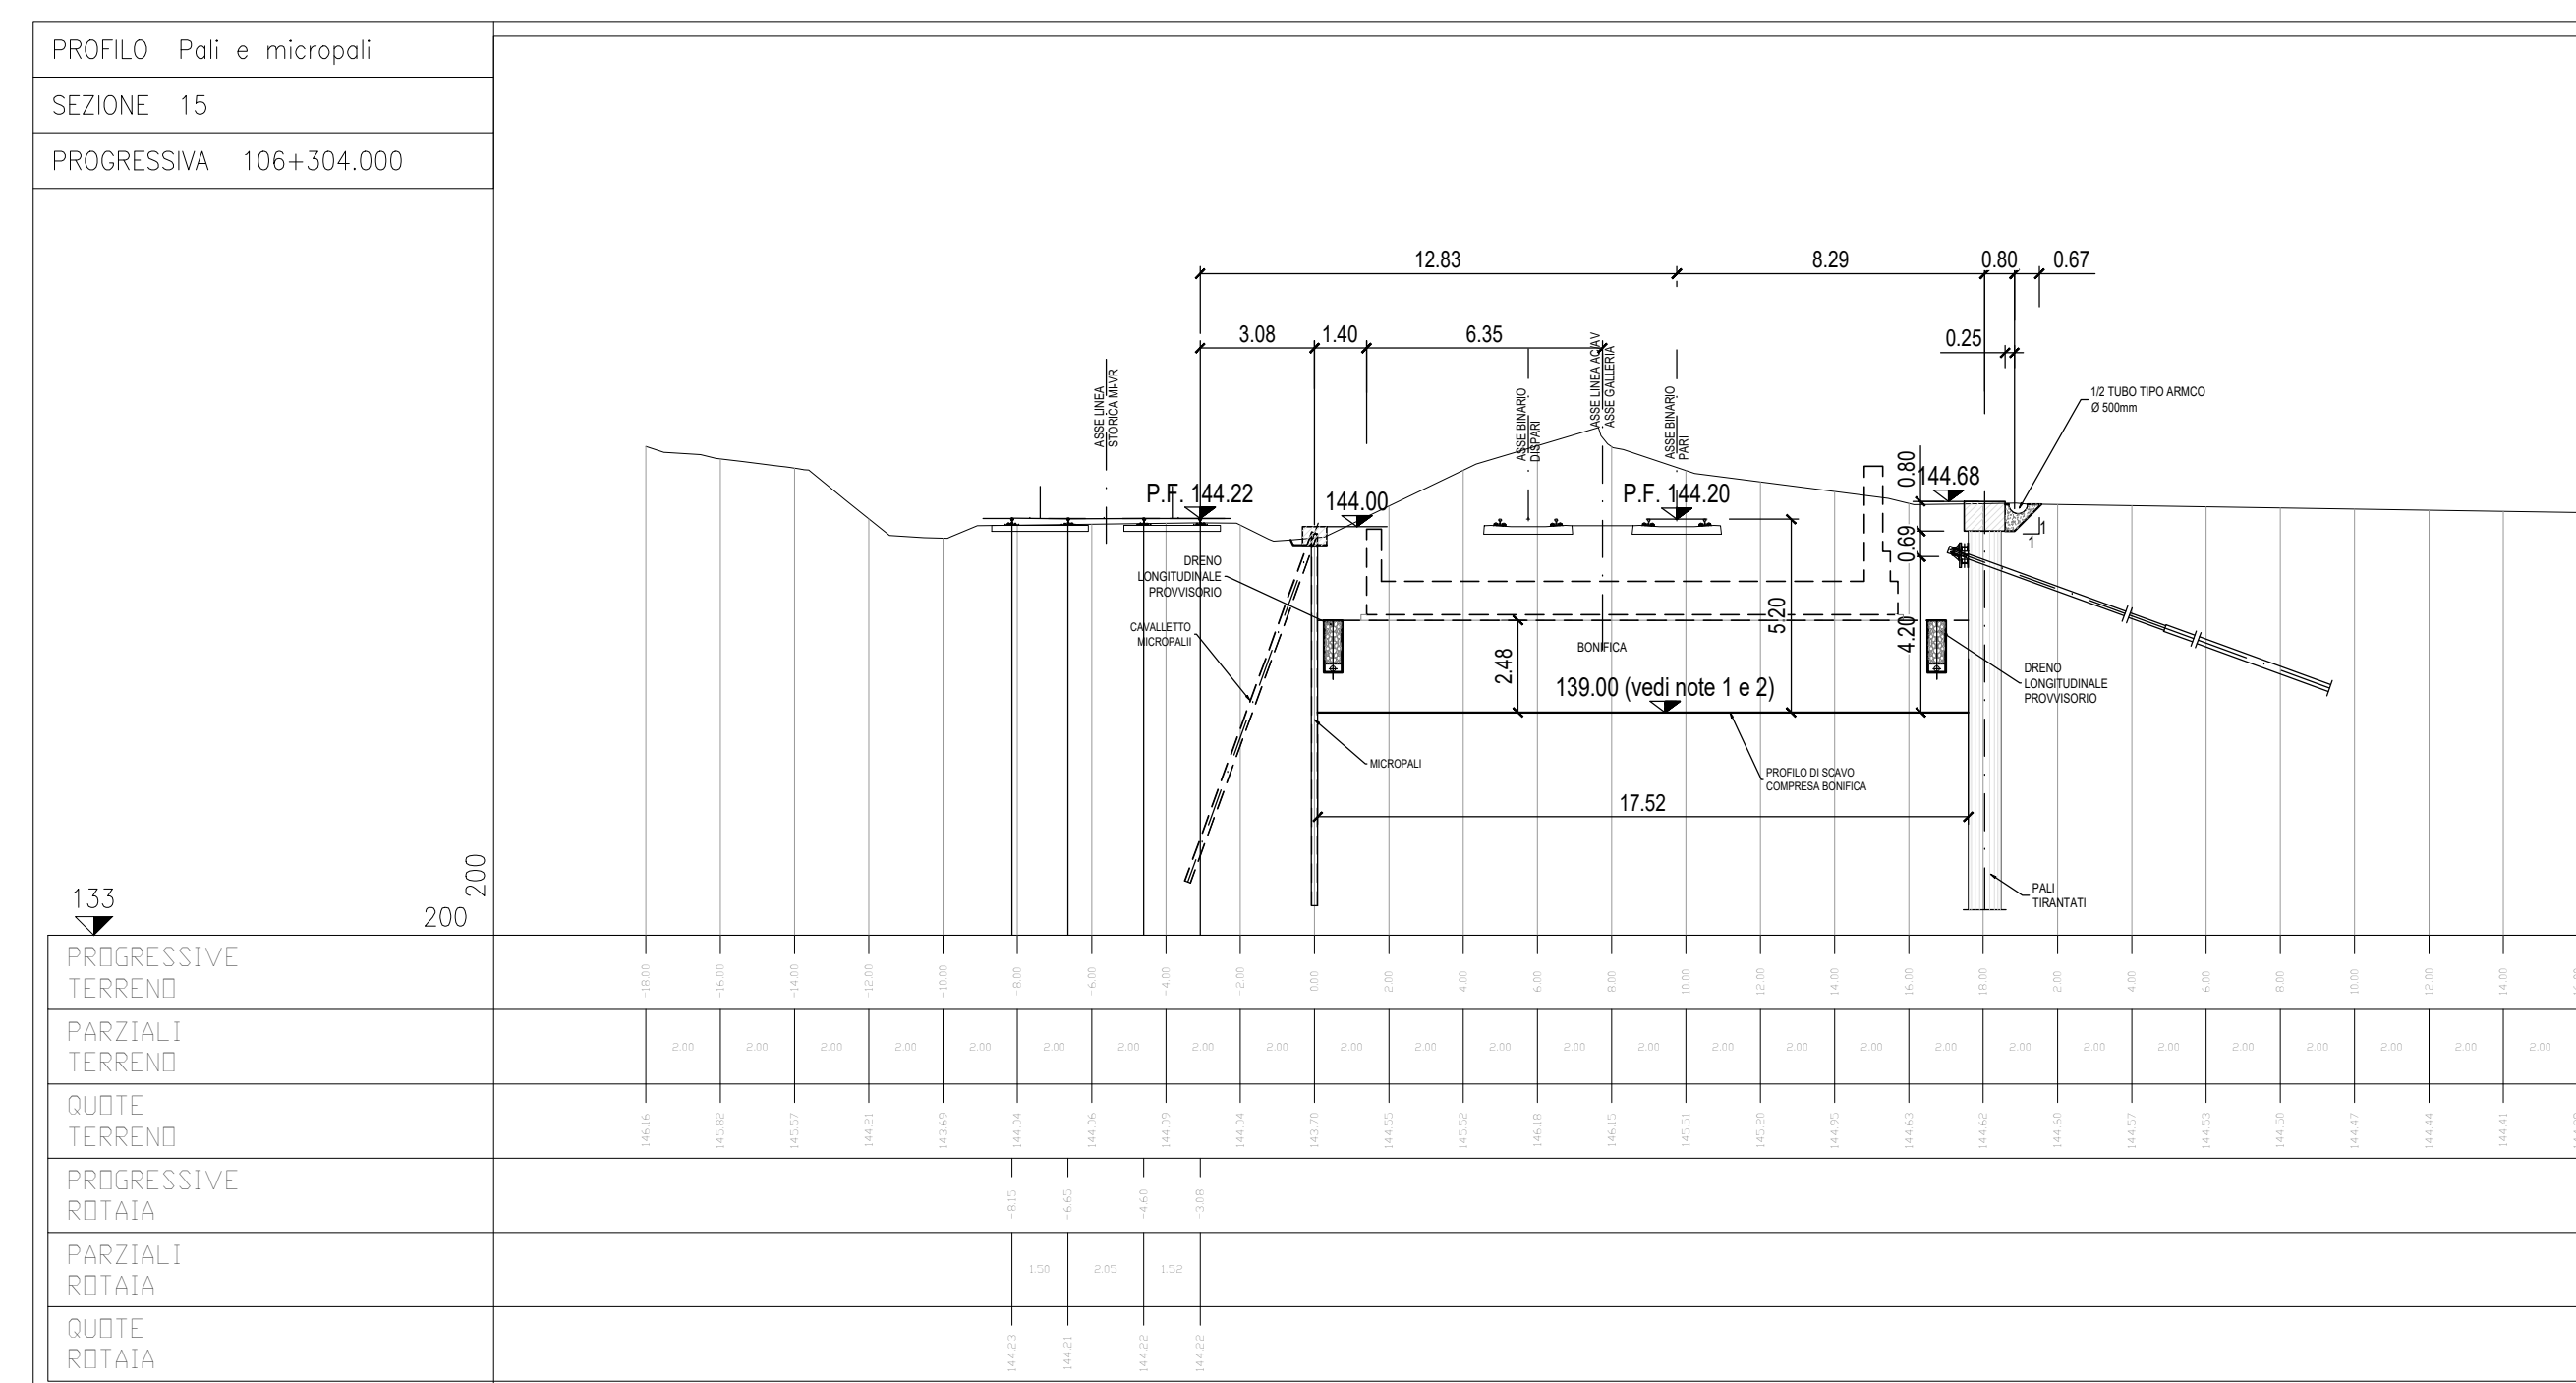 PROFILO Pali e micropali
SEZIONE 15
PROGRESSIVA 106+304.000
12.83
8.29
0.80
0.67
3.08
1.40
6.35
0.25
ASSE LINEA
STORICA MI-VR
ASSE BINARIO
DISPARI
ASSE LINEA AC/AV
ASSE GALLERIA
ASSE BINARIO
PARI
1/2 TUBO TIPO ARMCO
Ø 500mm
P.F. 144.22
144.00
P.F. 144.20
0.80
144.68
0.69
1
1
DRENO
LONGITUDINALE
PROVVISORIO
CAVALLETTO
MICROPALII
5.20
4.20
2.48
BONIFICA
139.00 (vedi note 1 e 2)
DRENO
LONGITUDINALE
PROVVISORIO
MICROPALI
PROFILO DI SCAVO
COMPRESA BONIFICA
17.52
PALI
TIRANTATI
133
200
200
PROGRESSIVE
TERRENO
-18.00 -16.00 -14.00 -12.00 -10.00 -8.00 -6.00 -4.00 -2.00 0.00 2.00 4.00 6.00 8.00 10.00 12.00 14.00 16.00 18.00 2.00 4.00 6.00 8.00 10.00 12.00 14.00
PARZIALI
TERRENO
2.00 2.00 2.00 2.00 2.00 2.00 2.00 2.00 2.00 2.00 2.00 2.00 2.00 2.00 2.00 2.00 2.00 2.00 2.00 2.00 2.00 2.00 2.00 2.00 2.00 2.00
QUOTE
TERRENO
146.16 145.82 145.57 144.21 143.69 144.04 144.06 144.09 144.04 143.70 144.55 145.52 146.18 146.15 145.51 145.20 144.95 144.63 144.62 144.60 144.57 144.53 144.50 144.47 144.44 144.41
PROGRESSIVE
ROTAIA
-8.15 -6.65 -4.60 -3.08
PARZIALI
ROTAIA
1.50 2.05 1.52
QUOTE
ROTAIA
144.23 144.21 144.22 144.22